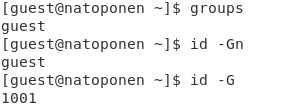 [guest@natoponen ~]$ groups
guest
[guest@natoponen ~]$ id -Gn
guest
[guest@natoponen ~]$ id -G
1001